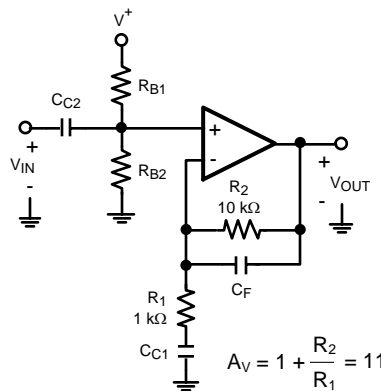 V+
RB1
CC2
+
VIN
-
RB2
+
-
+
VOUT
-
R2
10 kΩ
CF
R1
1 kΩ
CC1
AV = 1 + R2/R1 = 11